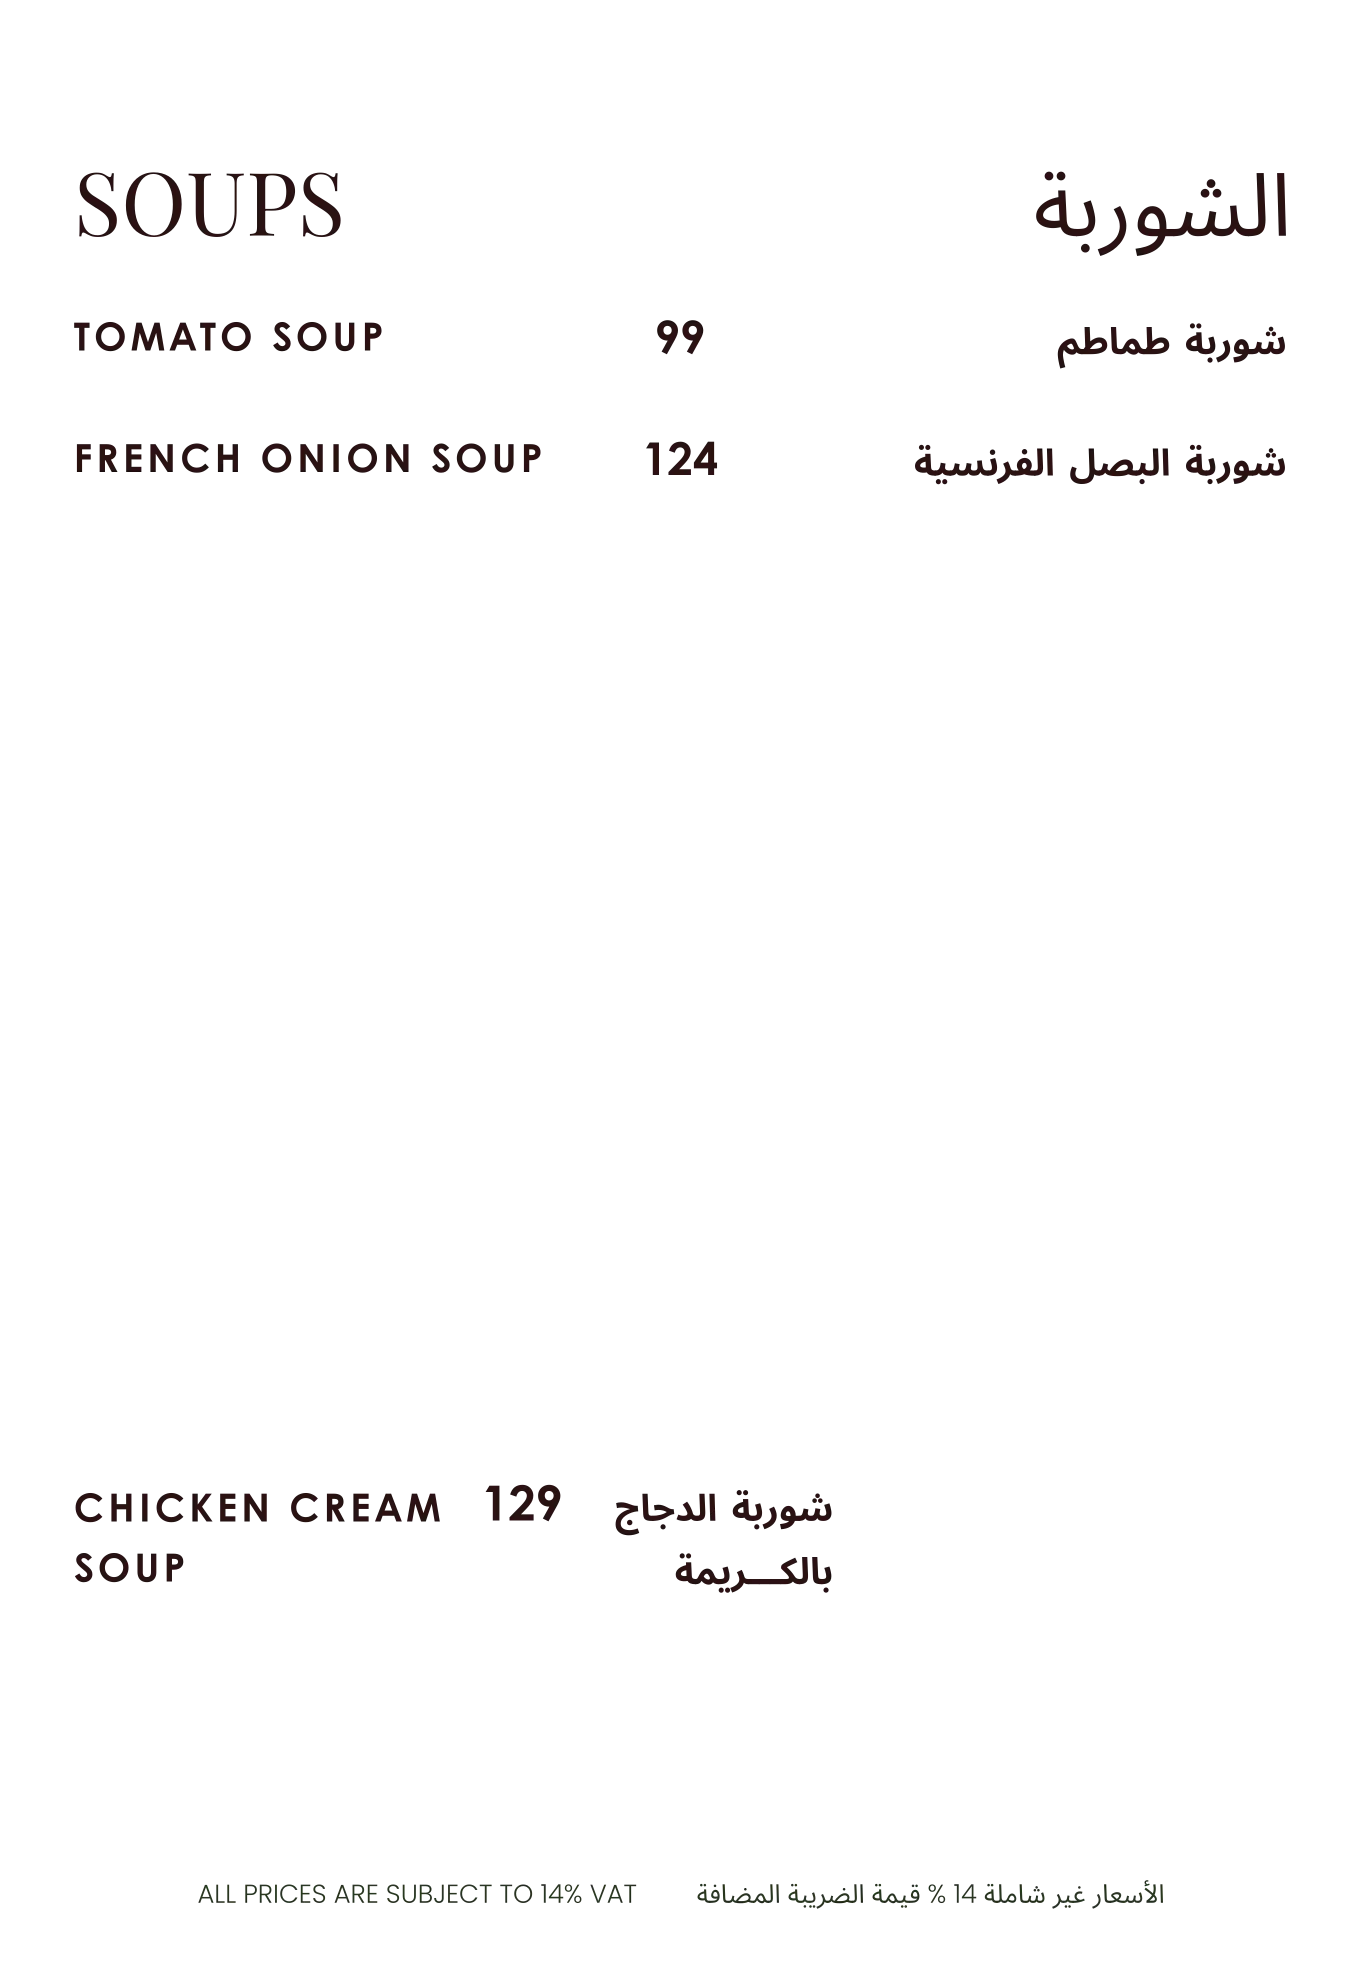 SOUPS الشوربة
TOMATO SOUP 99 شوربة طماطم
FRENCH ONION SOUP 124 شوربة البصل الفرنسية
CHICKEN CREAM 129 شوربة الدجاج
SOUP بالكـــريمة
ALL PRICES ARE SUBJECT TO 14% VAT الأسعار غير شاملة 14 % قيمة الضريبة المضافة